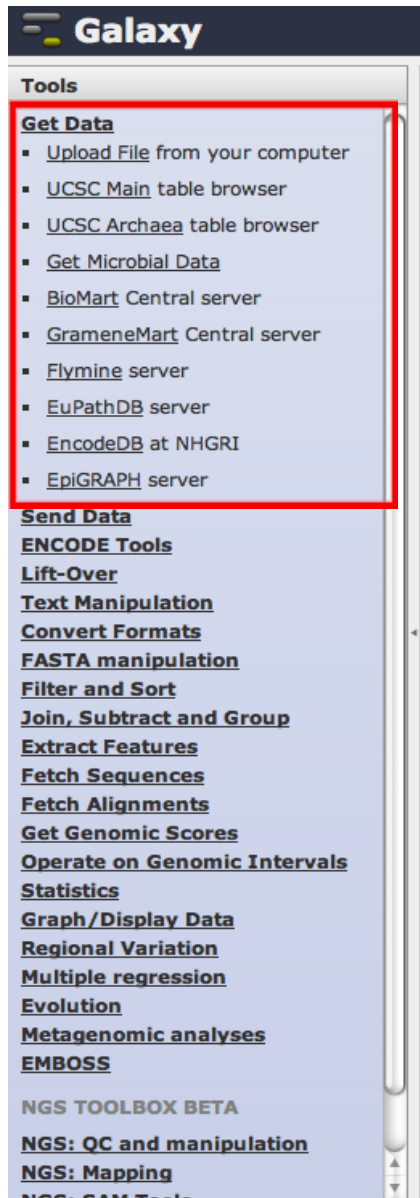 Galaxy
Tools
Get Data
Upload File from your computer
UCSC Main table browser
UCSC Archaea table browser
Get Microbial Data
BioMart Central server
GrameneMart Central server
Flymine server
EuPathDB server
EncodeDB at NHGRI
EpiGRAPH server
Send Data
ENCODE Tools
Lift-Over
Text Manipulation
Convert Formats
FASTA manipulation
Filter and Sort
Join, Subtract and Group
Extract Features
Fetch Sequences
Fetch Alignments
Get Genomic Scores
Operate on Genomic Intervals
Statistics
Graph/Display Data
Regional Variation
Multiple regression
Evolution
Metagenomic analyses
EMBOSS
NGS TOOLBOX BETA
NGS: QC and manipulation
NGS: Mapping
NGS: SAM Tools